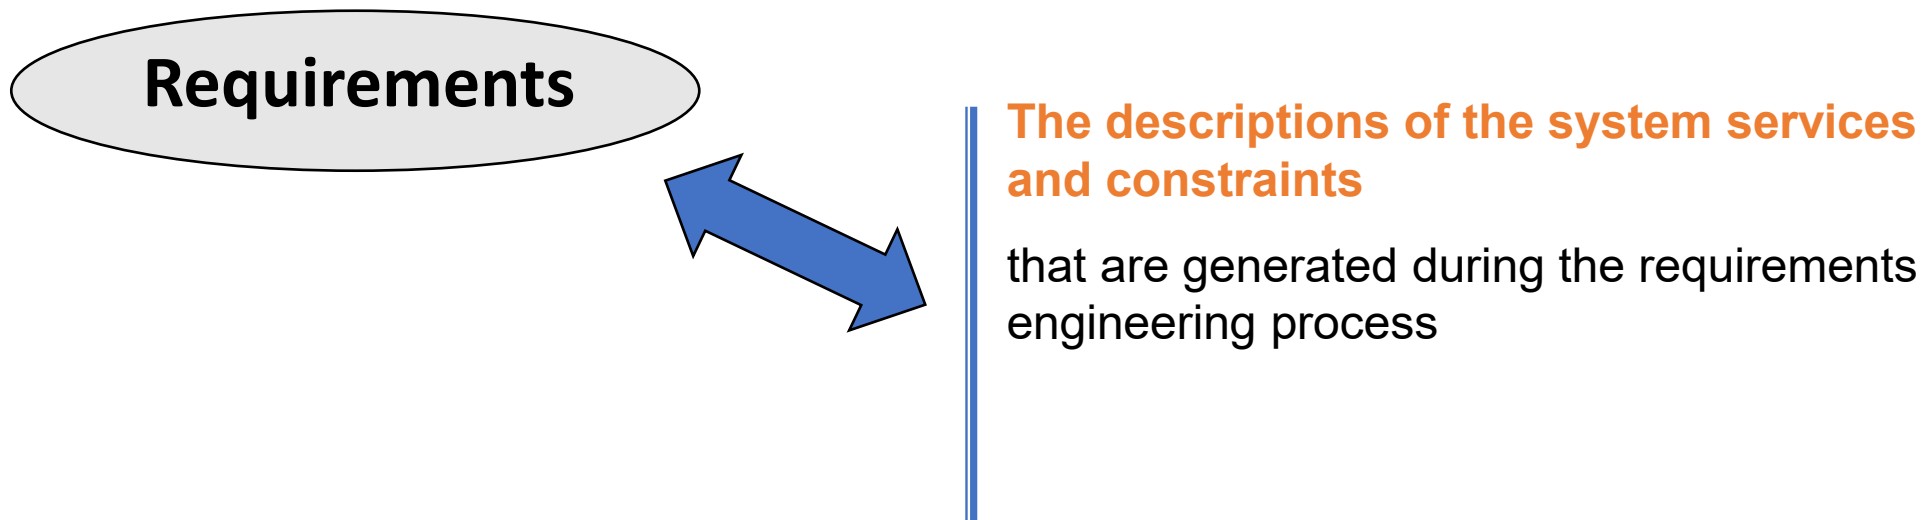 Requirements
The descriptions of the system services
and constraints
that are generated during the requirements
engineering process